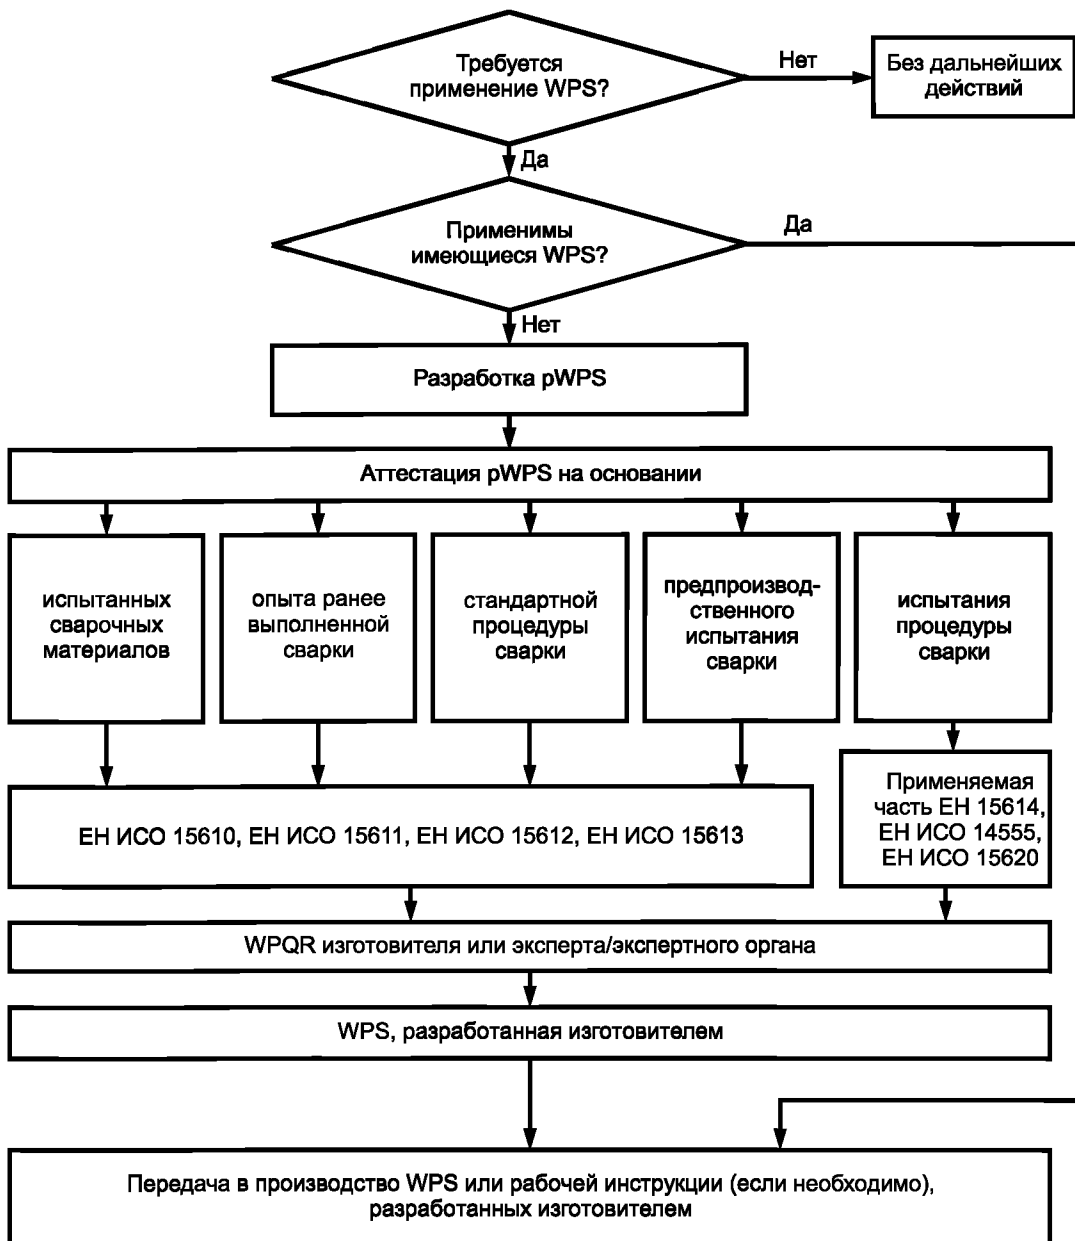 Требуется
применение WPS?
Нет
Без дальнейших
действий
Да
Применимы
имеющиеся WPS?
Да
Нет
Разработка pWPS
Аттестация pWPS на основании
испытанных
сварочных
материалов
опыта ранее
выполненной
сварки
стандартной
процедуры
сварки
предпроизвод-
ственного
испытания
сварки
испытания
процедуры
сварки
ЕН ИСО 15610, ЕН ИСО 15611, ЕН ИСО 15612, ЕН ИСО 15613
Применяемая
часть ЕН 15614,
ЕН ИСО 14555,
ЕН ИСО 15620
WPQR изготовителя или эксперта/экспертного органа
WPS, разработанная изготовителем
Передача в производство WPS или рабочей инструкции (если необходимо),
разработанных изготовителем